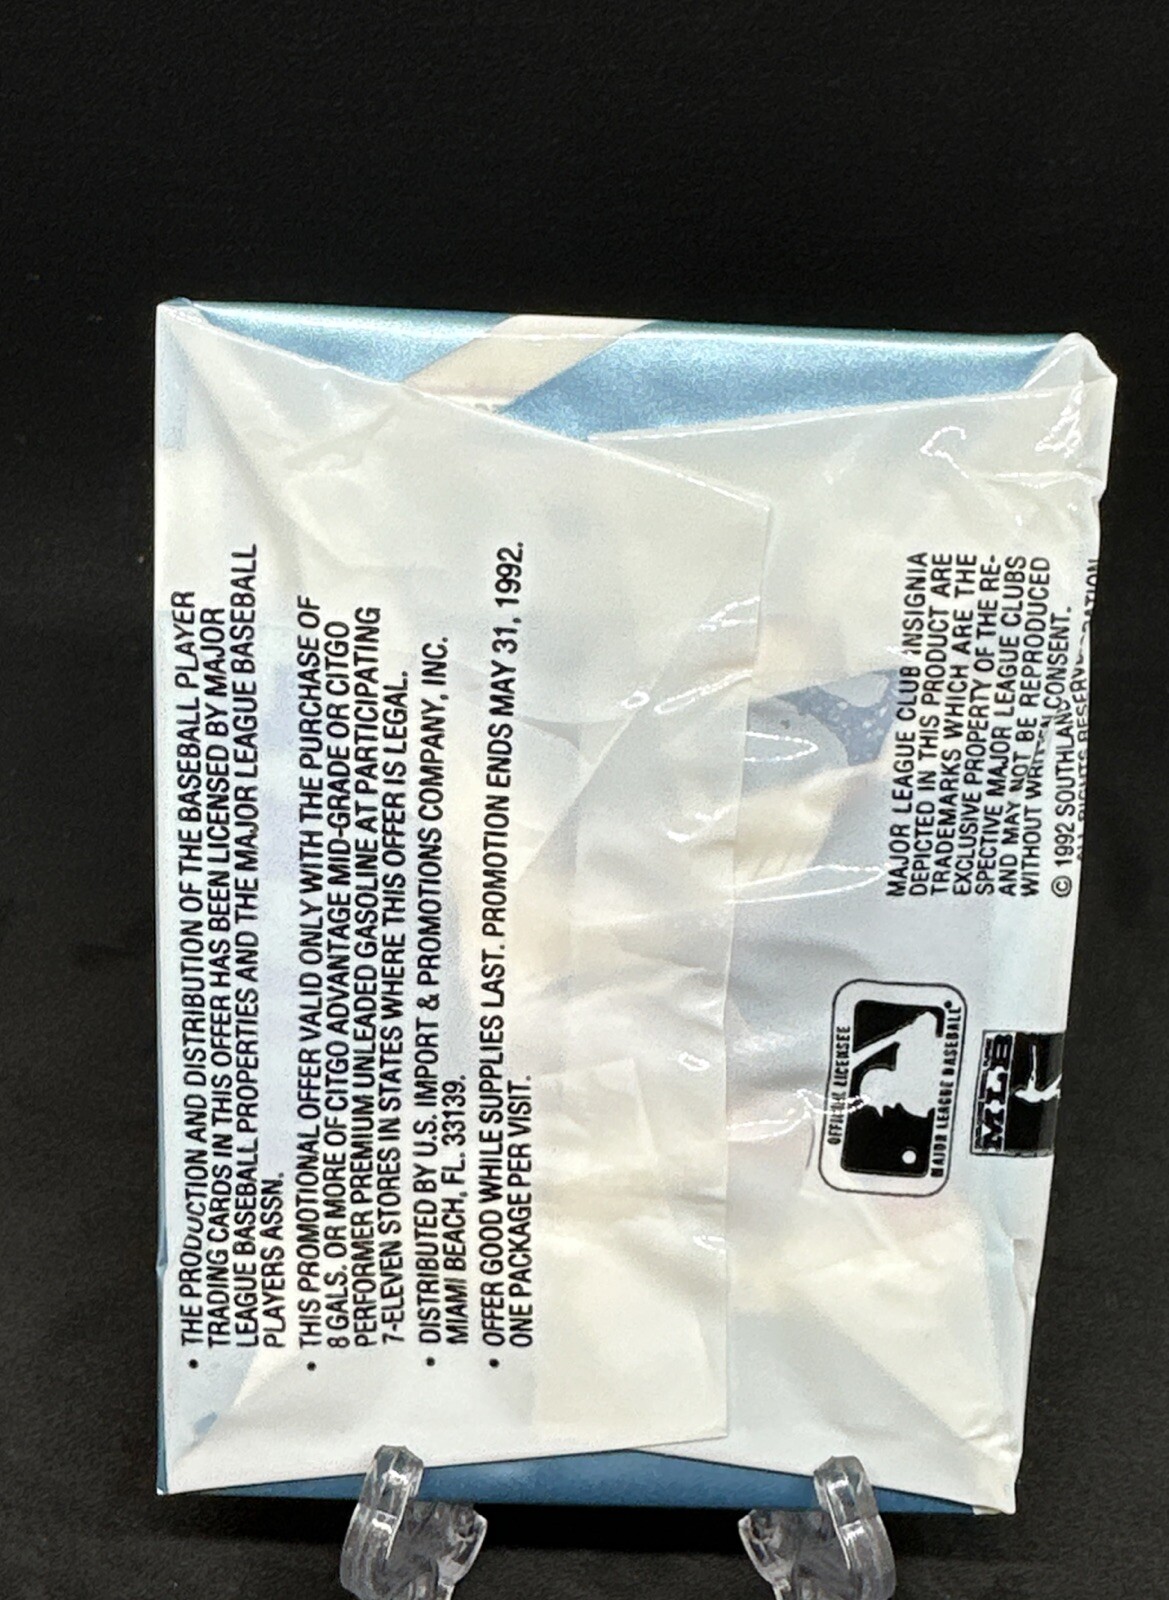 • THE PRODUCTION AND DISTRIBUTION OF THE BASEBALL PLAYER
TRADING CARDS IN THIS OFFER HAS BEEN LICENSED BY MAJOR
LEAGUE BASEBALL PROPERTIES AND THE MAJOR LEAGUE BASEBALL
PLAYERS ASSN.
• THIS PROMOTIONAL OFFER VALID ONLY WITH THE PURCHASE OF
8 GALS. OR MORE OF CITGO ADVANTAGE MID-GRADE OR CITGO
PERFORMER PREMIUM UNLEADED GASOLINE AT PARTICIPATING
7-ELEVEN STORES IN STATES WHERE THIS OFFER IS LEGAL.
• DISTRIBUTED BY U.S. IMPORT & PROMOTIONS COMPANY, INC.
MIAMI BEACH, FL. 33139.
• OFFER GOOD WHILE SUPPLIES LAST. PROMOTION ENDS MAY 31, 1992.
ONE PACKAGE PER VISIT.
OFFICIAL LICENSEE
MAJOR LEAGUE BASEBALL®
MAJOR LEAGUE CLUB INSIGNIA
DEPICTED IN THIS PRODUCT ARE
TRADEMARKS WHICH ARE THE
EXCLUSIVE PROPERTY OF THE RE-
SPECTIVE MAJOR LEAGUE CLUBS
AND MAY NOT BE REPRODUCED
WITHOUT CONSENT.
© 1992 SOUTHLAND
ALL RIGHTS
MLB